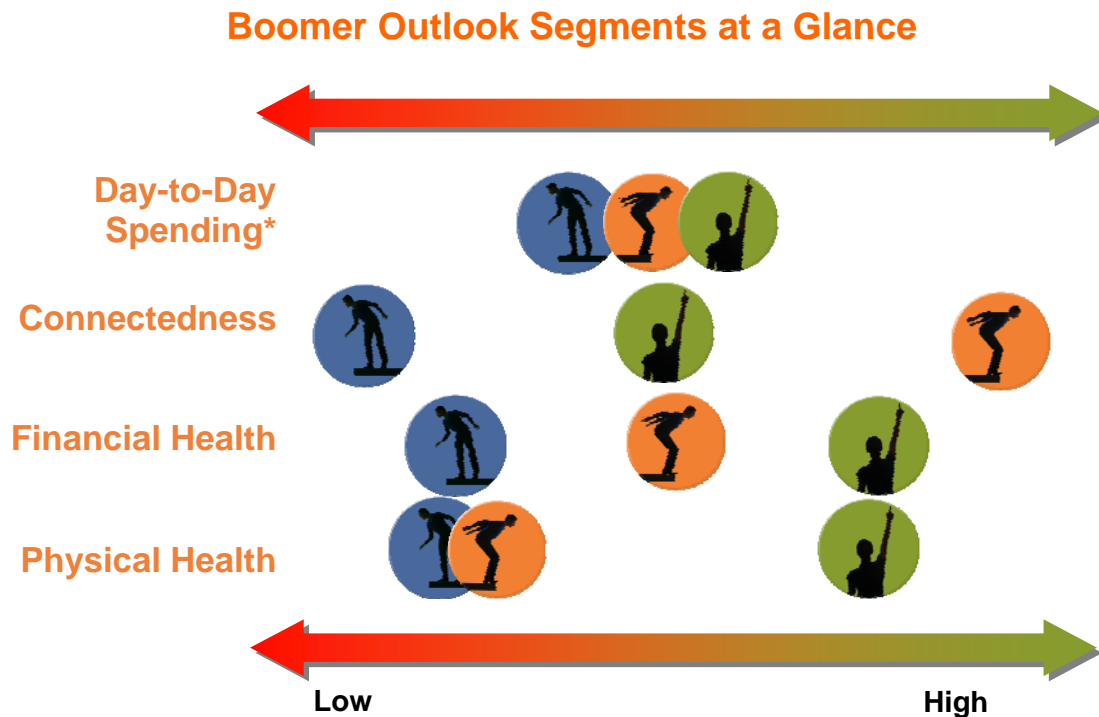 Boomer Outlook Segments at a Glance
Day-to-Day
Spending*
Connectedness
Financial Health
Physical Health
Low High